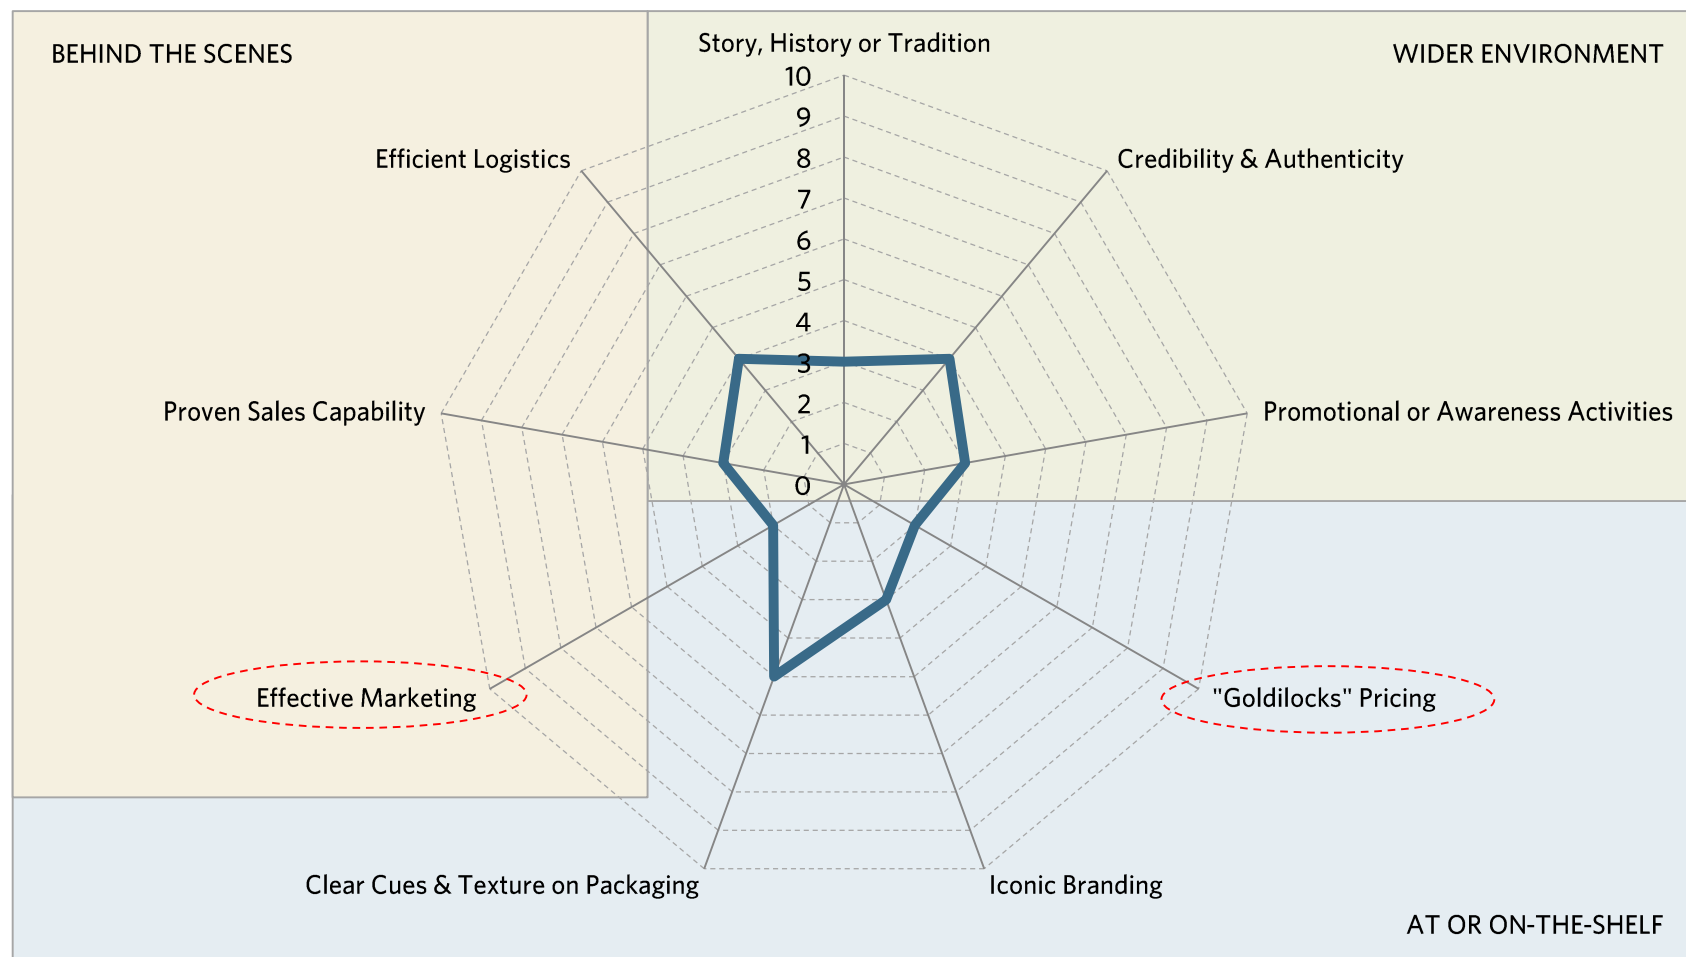 BEHIND THE SCENES
WIDER ENVIRONMENT
Story, History or Tradition
10
9
8
7
6
5
4
3
2
1
0
Efficient Logistics
Credibility & Authenticity
Proven Sales Capability
Promotional or Awareness Activities
Effective Marketing
"Goldilocks" Pricing
Clear Cues & Texture on Packaging
Iconic Branding
AT OR ON-THE-SHELF